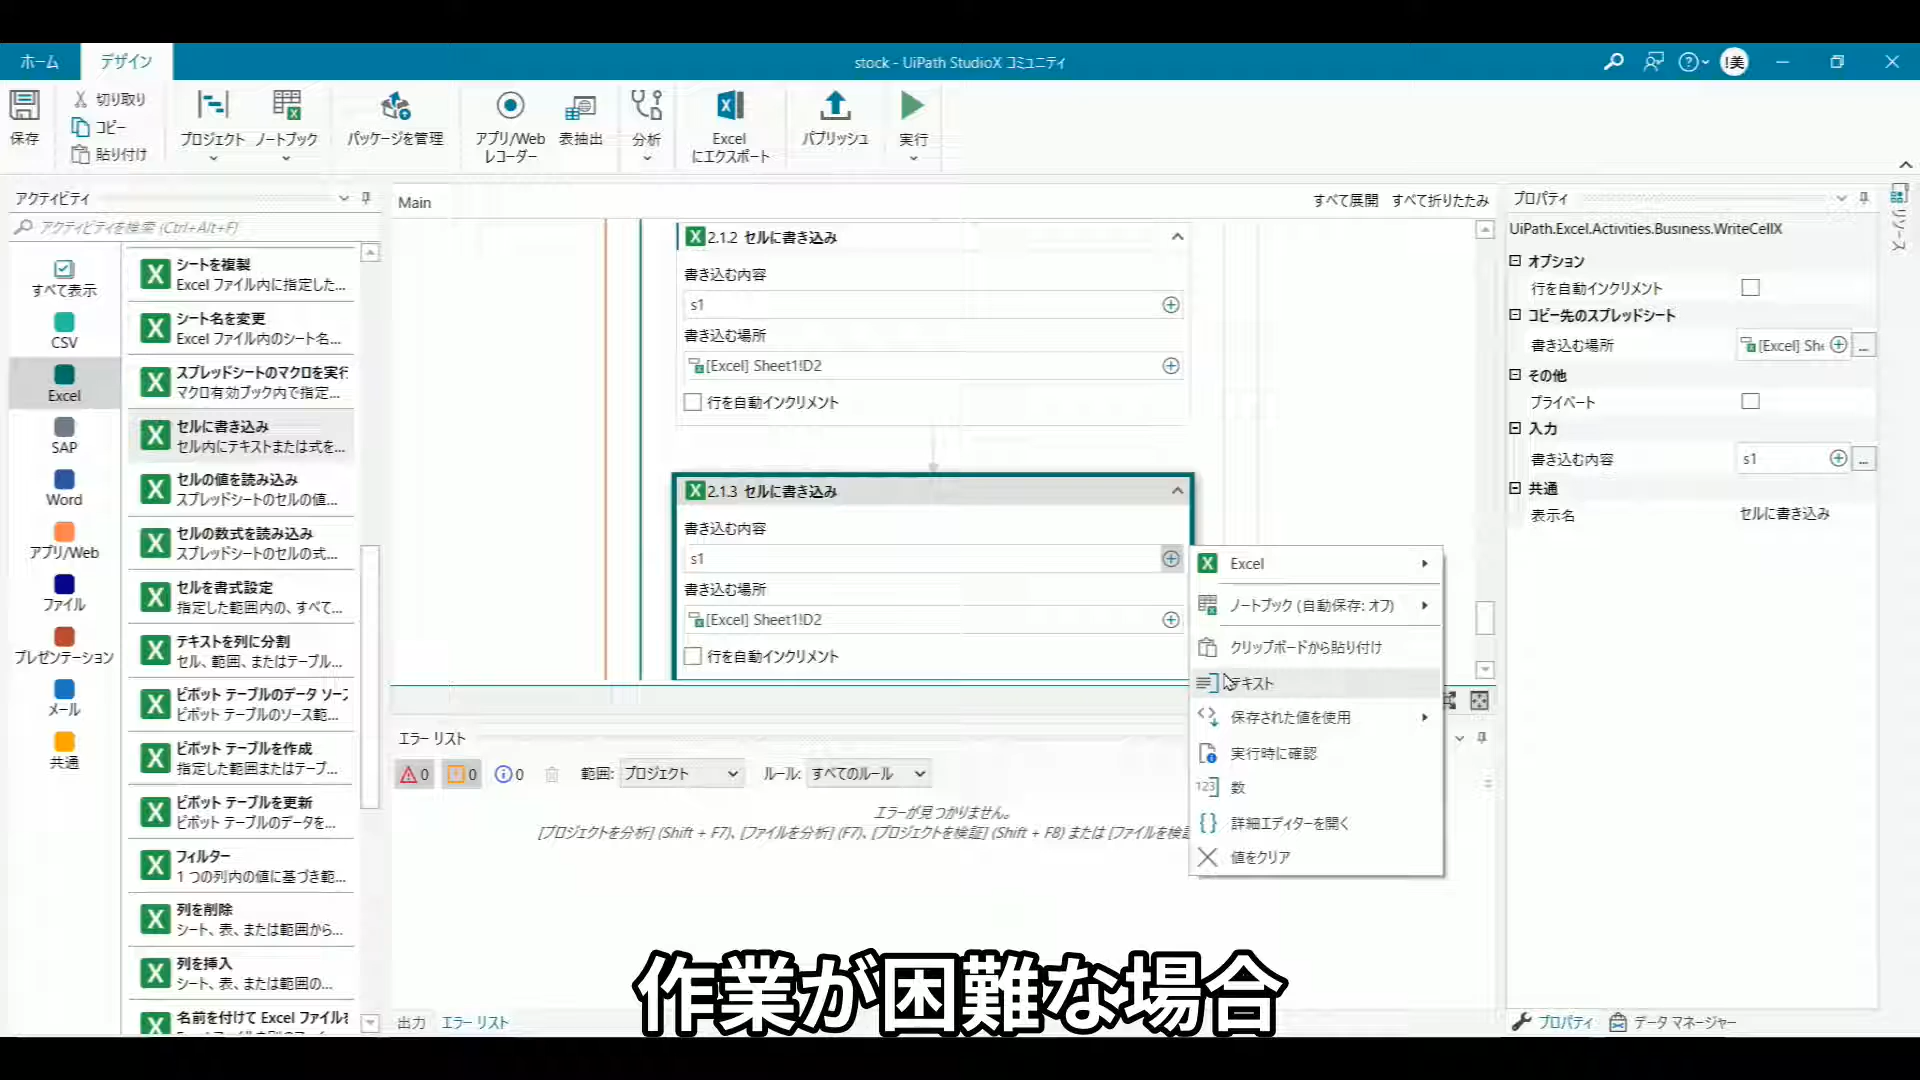 ホーム
デザイン
stock - UiPath StudioX コミュニティ
!美
保存
切り取り
コピー
貼り付け
プロジェクト
ノートブック
パッケージを管理
アプリ/Web
レコーダー
表抽出
分析
Excel
にエクスポート
パブリッシュ
実行
アクティビティ
アクティビティを検索 (Ctrl+Alt+F)
すべて表示
CSV
Excel
SAP
Word
アプリ/Web
ファイル
プレゼンテーション
メール
共通
シートを複製
Excel ファイル内に指定した...
シート名を変更
Excel ファイル内のシート名...
スプレッドシートのマクロを実行
マクロ有効ブック内で指定...
セルに書き込み
セル内にテキストまたは式を...
セルの値を読み込み
スプレッドシートのセルの値...
セルの数式を読み込み
スプレッドシートのセルの式...
セルを書式設定
指定した範囲内の、すべて...
テキストを列に分割
セル、範囲、またはテーブル...
ピボット テーブルのデータ ソー
ピボット テーブルのソース範...
ピボット テーブルを作成
指定した範囲またはテーブ...
ピボット テーブルを更新
ピボット テーブルのデータを...
フィルター
1 つの列内の値に基づき範...
列を削除
シート、表、または範囲から...
列を挿入
シート、表、または範囲の...
名前を付けて Excel ファイルを
Main
すべて展開 すべて折りたたみ
2.1.2 セルに書き込み
書き込む内容
s1
書き込む場所
[Excel] Sheet1!D2
行を自動インクリメント
2.1.3 セルに書き込み
書き込む内容
s1
書き込む場所
[Excel] Sheet1!D2
行を自動インクリメント
Excel
ノートブック (自動保存: オフ)
クリップボードから貼り付け
テキスト
保存された値を使用
実行時に確認
123 数
詳細エディターを開く
値をクリア
エラー リスト
0
0
0
範囲: プロジェクト
ルール: すべてのルール
エラーが見つかりません。
[プロジェクトを分析] (Shift + F7)、[ファイルを分析] (F7)、[プロジェクトを検証] (Shift + F8) または [ファイルを検
出力 エラー リスト
プロパティ
UiPath.Excel.Activities.Business.WriteCellX
オプション
行を自動インクリメント
コピー先のスプレッドシート
書き込む場所 [Excel] She ...
その他
プライベート
入力
書き込む内容 s1 ...
共通
表示名 セルに書き込み
プロパティ データ マネージャー
リソース
作業が困難な場合